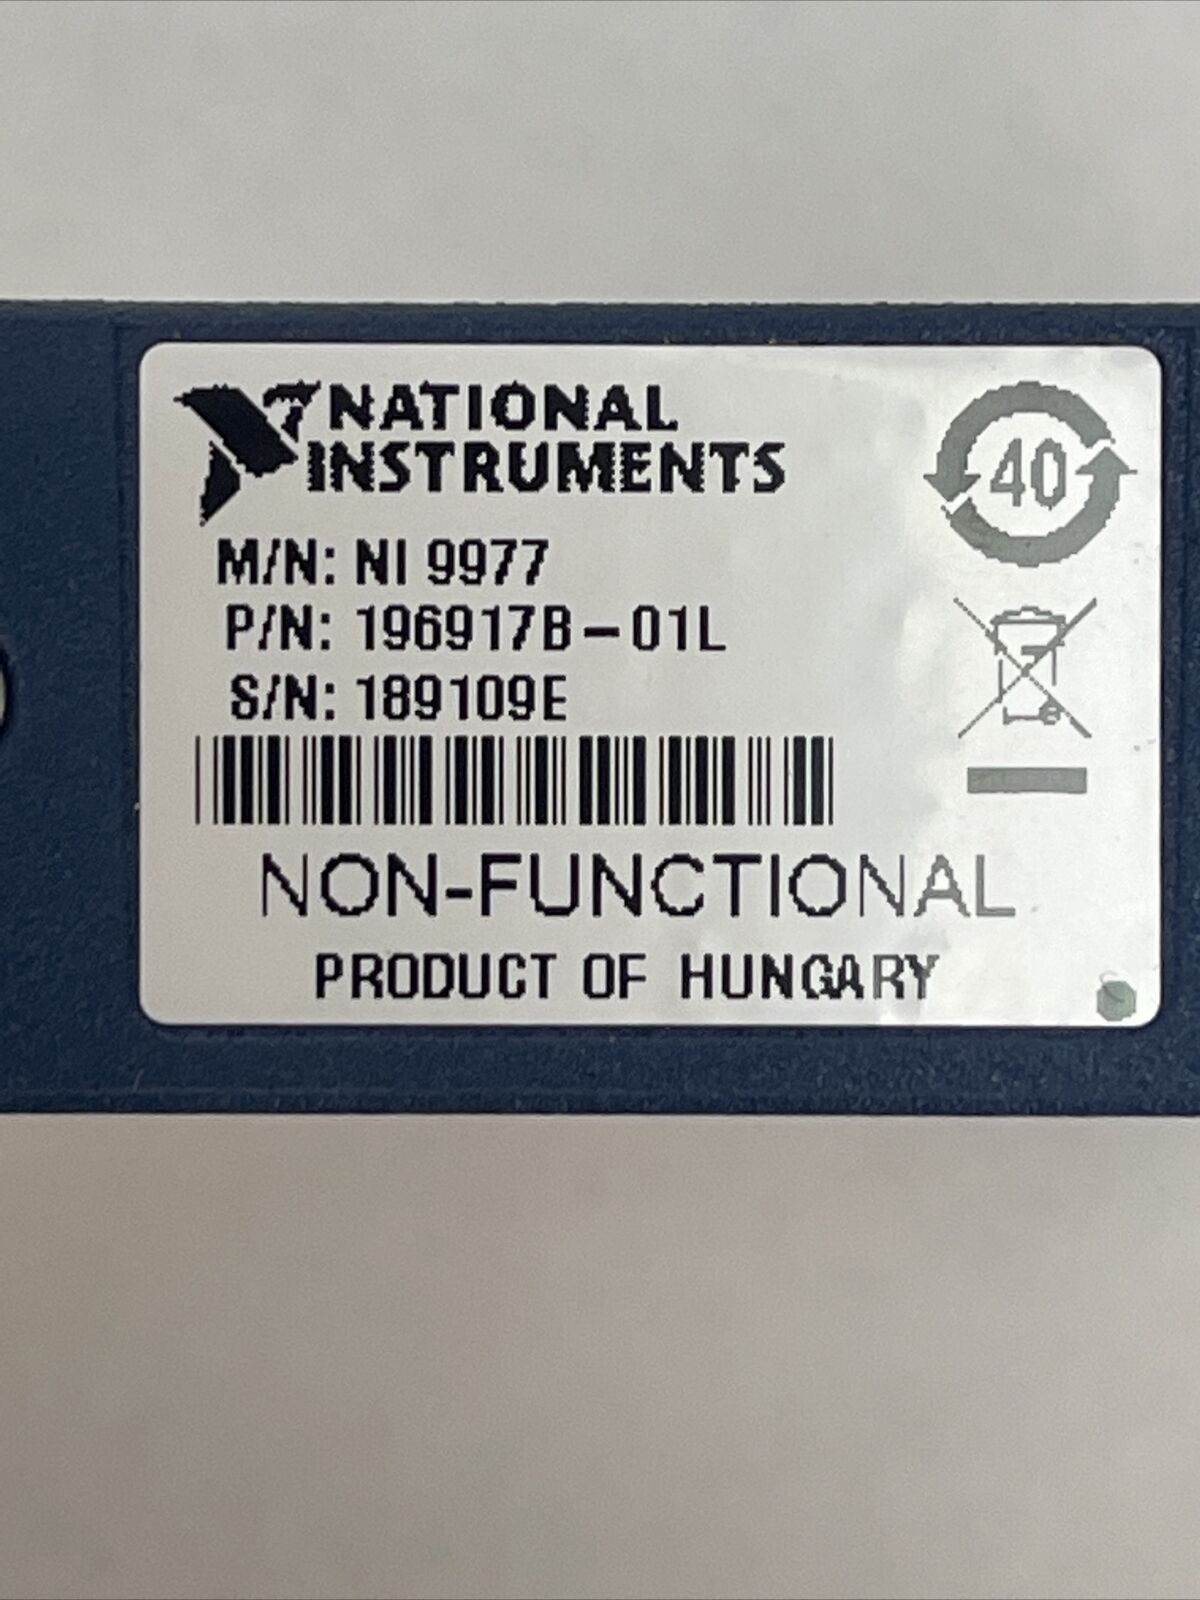 NATIONAL
INSTRUMENTS
40
M/N: NI 9977
P/N: 196917B-01L
S/N: 189109E
NON-FUNCTIONAL
PRODUCT OF HUNGARY